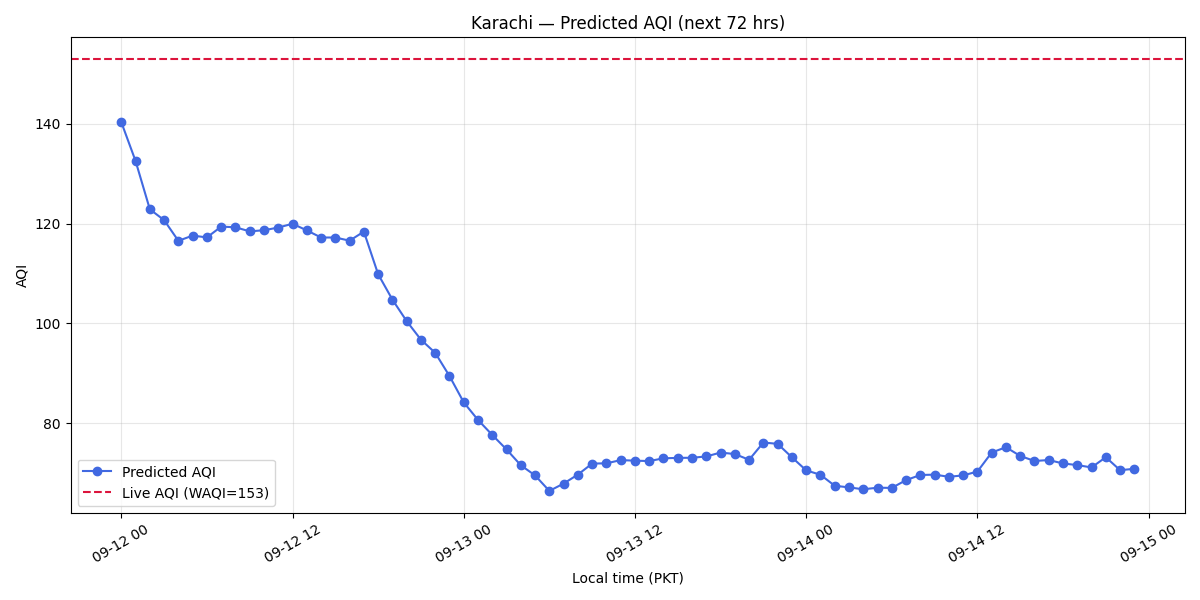 Karachi — Predicted AQI (next 72 hrs)
AQI
140
120
100
80
Predicted AQI
Live AQI (WAQI=153)
09-12 00
09-12 12
09-13 00
09-13 12
09-14 00
09-14 12
09-15 00
Local time (PKT)